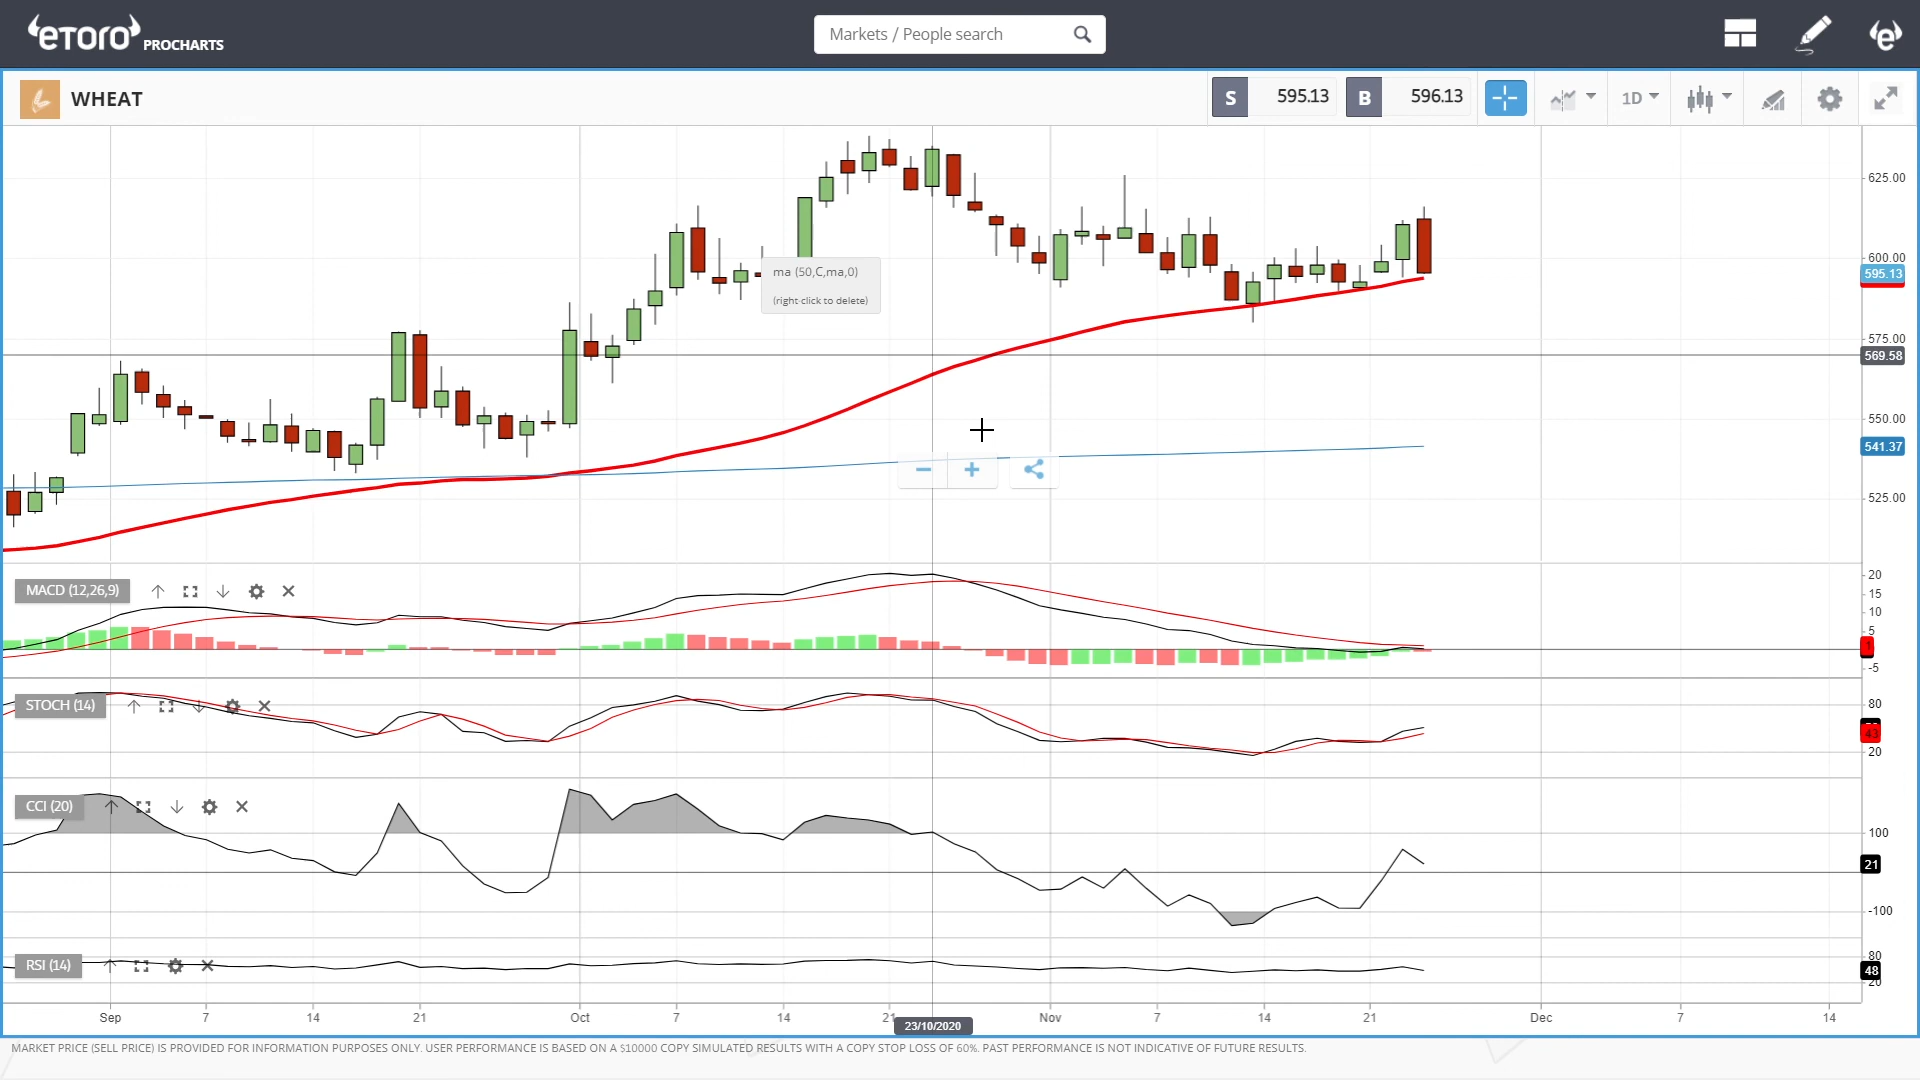 eToro PROCHARTS
Markets / People search
WHEAT
S 595.13 B 596.13 1D
625.00
600.00
595.13
ma (50,C,ma,0)
(right click to delete)
575.00
569.58
550.00
541.37
525.00
MACD (12,26,9)
20
15
10
5
1
-5
STOCH (14)
80
43
20
CCI (20)
100
21
-100
RSI (14)
80
48
20
Sep 7 14 21 Oct 7 14 21 Nov 7 14 21 Dec 7 14
23/10/2020
MARKET PRICE (SELL PRICE) IS PROVIDED FOR INFORMATION PURPOSES ONLY. USER PERFORMANCE IS BASED ON A $10000 COPY SIMULATED RESULTS WITH A COPY STOP LOSS OF 60%. PAST PERFORMANCE IS NOT INDICATIVE OF FUTURE RESULTS.